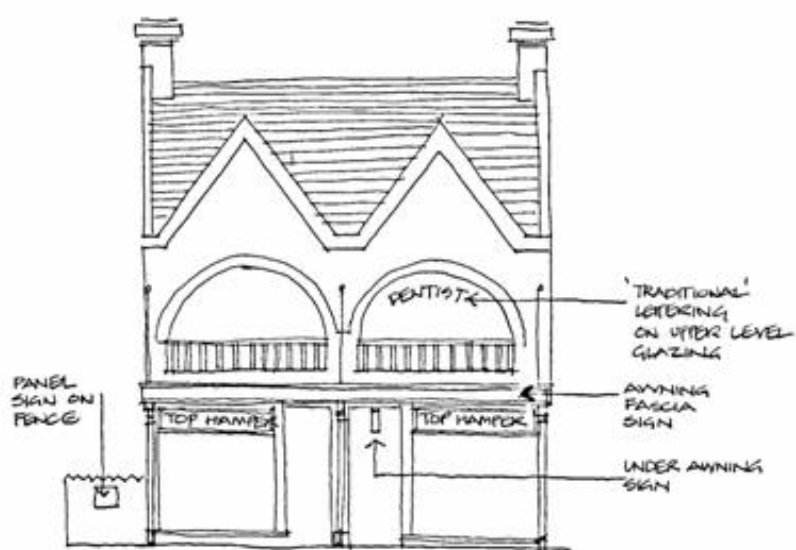 DENTIST
'TRADITIONAL'
LETTERING
ON UPPER LEVEL
GLAZING
PANEL
SIGN ON
FENCE
AWNING
FASCIA
SIGN
TOP HAMPER
TOP HAMPER
UNDER AWNING
SIGN